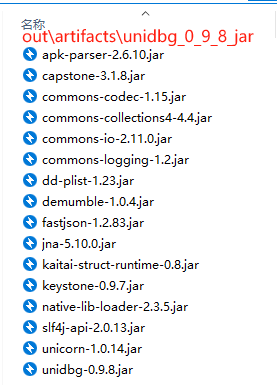 名称
out\artifacts\unidbg_0_9_8_jar
apk-parser-2.6.10.jar
capstone-3.1.8.jar
commons-codec-1.15.jar
commons-collections4-4.4.jar
commons-io-2.11.0.jar
commons-logging-1.2.jar
dd-plist-1.23.jar
demumble-1.0.4.jar
fastjson-1.2.83.jar
jna-5.10.0.jar
kaitai-struct-runtime-0.8.jar
keystone-0.9.7.jar
native-lib-loader-2.3.5.jar
slf4j-api-2.0.13.jar
unicorn-1.0.14.jar
unidbg-0.9.8.jar